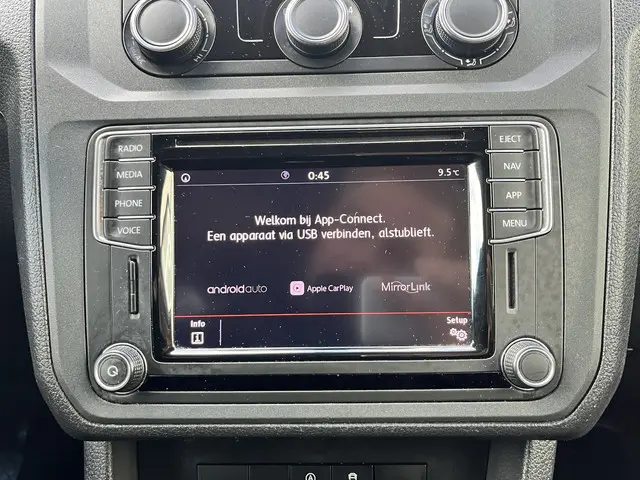 RADIO
MEDIA
PHONE
VOICE
EJECT
NAV
APP
MENU
0:45
9.5°C
Welkom bij App-Connect.
Een apparaat via USB verbinden, alstublieft.
androidauto
Apple CarPlay
MirrorLink
Info
Setup
A